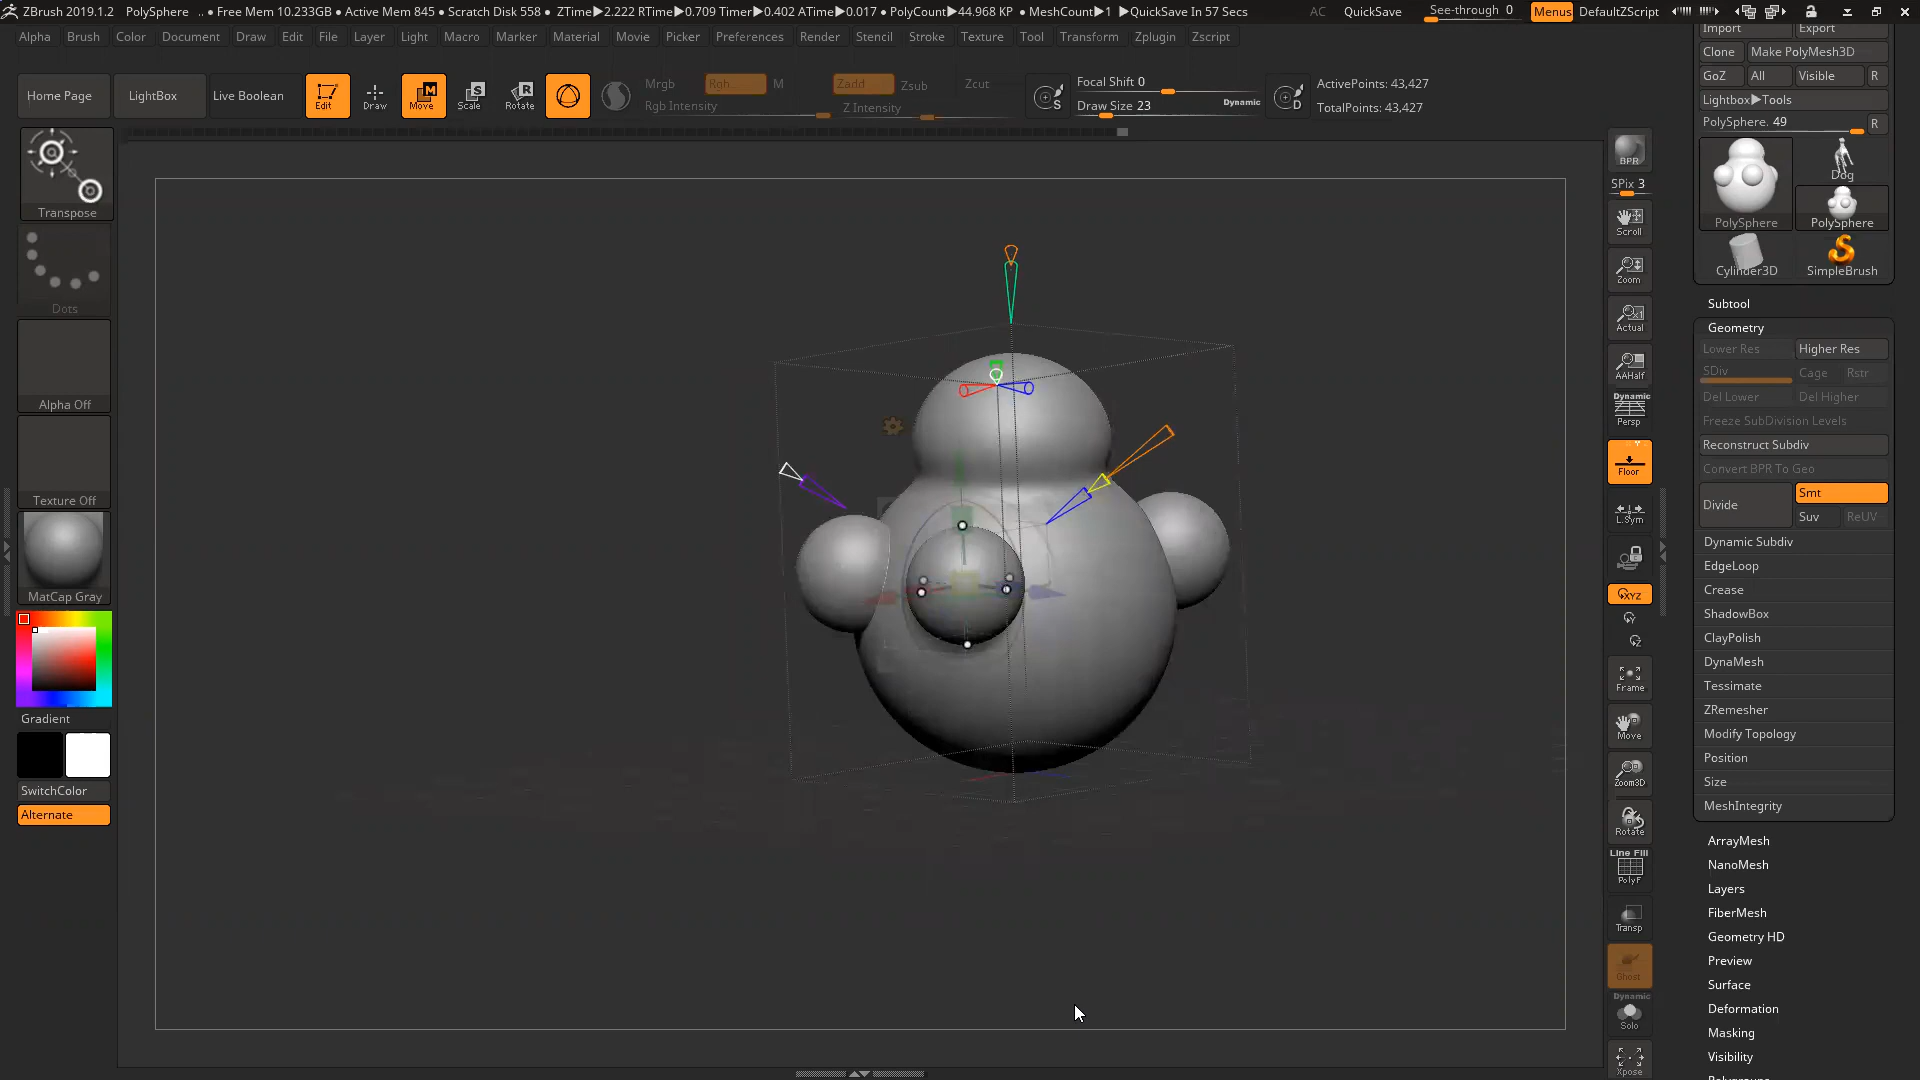 ZBrush 2019.1.2 PolySphere .. ● Free Mem 10.233GB ● Active Mem 845 ● Scratch Disk 558 ● ZTime▶2.222 RTime▶0.709 Timer▶0.402 ATime▶0.017 ● PolyCount▶44.968 KP ● MeshCount▶1 ▶QuickSave In 57 Secs AC QuickSave See-through 0 Menus DefaultZScript
Alpha Brush Color Document Draw Edit File Layer Light Macro Marker Material Movie Picker Preferences Render Stencil Stroke Texture Tool Transform Zplugin Zscript
Home Page LightBox Live Boolean Edit Draw Move Scale Rotate
Mrgb Rgb M Zadd Zsub Zcut
Rgb Intensity Z Intensity
Focal Shift 0
Draw Size 23 Dynamic
S
D
ActivePoints: 43,427
TotalPoints: 43,427
Transpose
Dots
Alpha Off
Texture Off
MatCap Gray
Gradient
SwitchColor
Alternate
BPR
SPix 3
Scroll
Zoom
Actual
AAHalf
Dynamic
Persp
Floor
L.Sym
XYZ
Frame
Move
Zoom3D
Rotate
Line Fill
PolyF
Transp
Ghost
Dynamic
Solo
Xpose
Import Export
Clone Make PolyMesh3D
GoZ All Visible R
Lightbox▶Tools
PolySphere. 49 R
PolySphere
Dog
PolySphere
Cylinder3D
SimpleBrush
Subtool
Geometry
Lower Res Higher Res
SDiv Cage Rstr
Del Lower Del Higher
Freeze SubDivision Levels
Reconstruct Subdiv
Convert BPR To Geo
Divide Smt
Suv ReUV
Dynamic Subdiv
EdgeLoop
Crease
ShadowBox
ClayPolish
DynaMesh
Tessimate
ZRemesher
Modify Topology
Position
Size
MeshIntegrity
ArrayMesh
NanoMesh
Layers
FiberMesh
Geometry HD
Preview
Surface
Deformation
Masking
Visibility